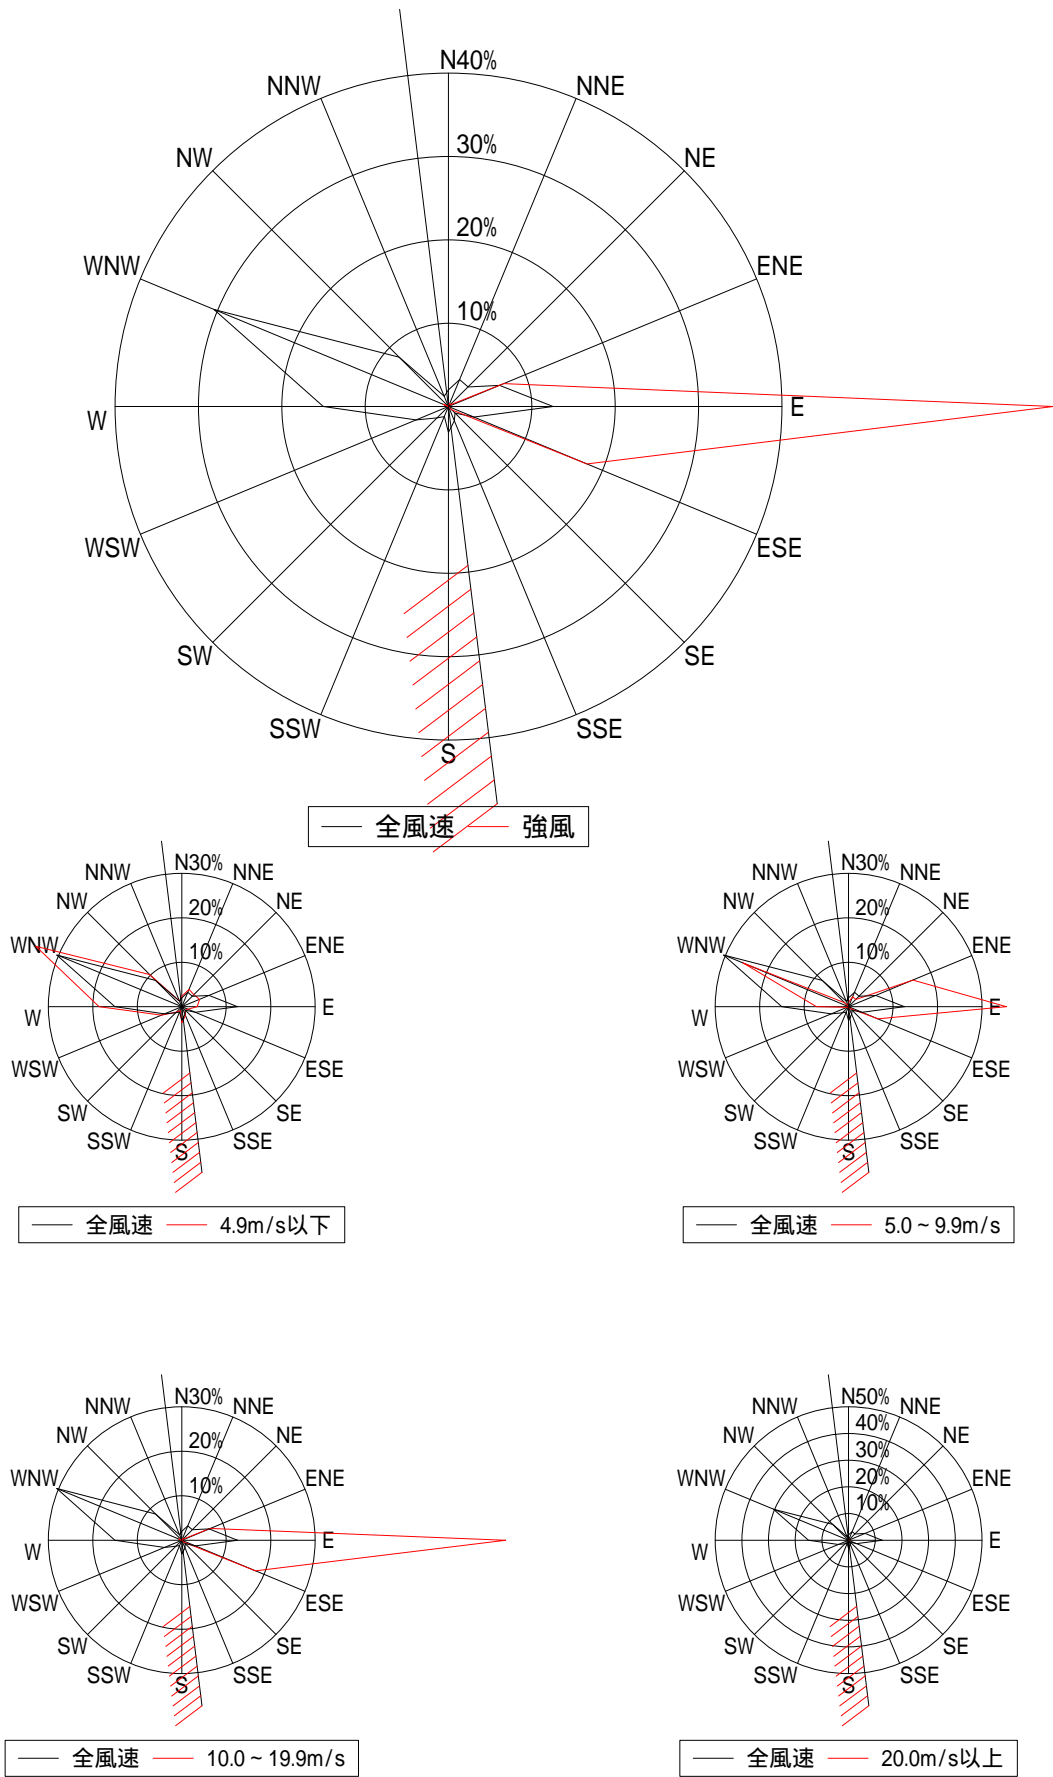 N40%
NNW NNE
30%
NW NE
20%
WNW ENE
10%
W E
WSW ESE
SW SE
SSW SSE
S
全風速 強風
N30%
NNW NNE
NW NE
20%
WNW ENE
10%
W E
WSW ESE
SW SE
SSW SSE
S
全風速 4.9m/s以下
N30%
NNW NNE
NW NE
20%
WNW ENE
10%
W E
WSW ESE
SW SE
SSW SSE
S
全風速 5.0~9.9m/s
N30%
NNW NNE
NW NE
20%
WNW ENE
10%
W E
WSW ESE
SW SE
SSW SSE
S
全風速 10.0~19.9m/s
N50%
NNW NNE
40%
NW NE
30%
WNW ENE
20%
10%
W E
WSW ESE
SW SE
SSW SSE
S
全風速 20.0m/s以上